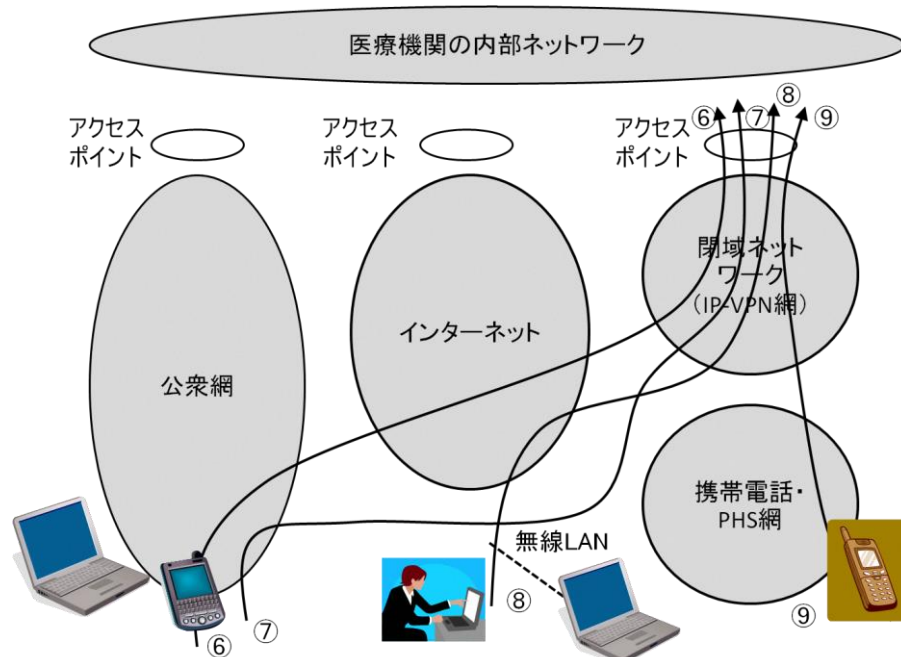 医療機関の内部ネットワーク
アクセス
ポイント
アクセス
ポイント
アクセス
ポイント
⑥
⑦
⑧
⑨
閉域ネット
ワーク
(IP-VPN網)
インターネット
公衆網
携帯電話・
PHS網
無線LAN
⑥
⑦
⑧
⑨